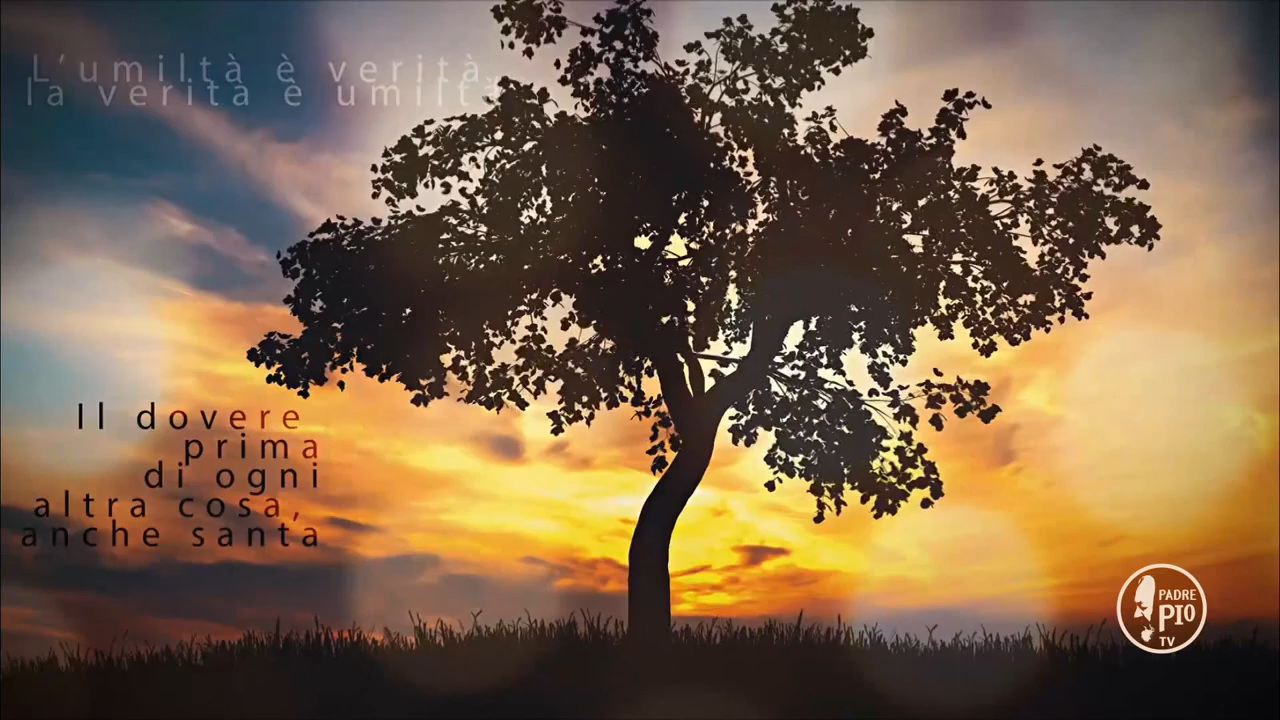 L'umiltà è verità,
la verità è umiltà
Il dovere
prima
di ogni
altra cosa,
anche santa
PADRE
PIO
TV